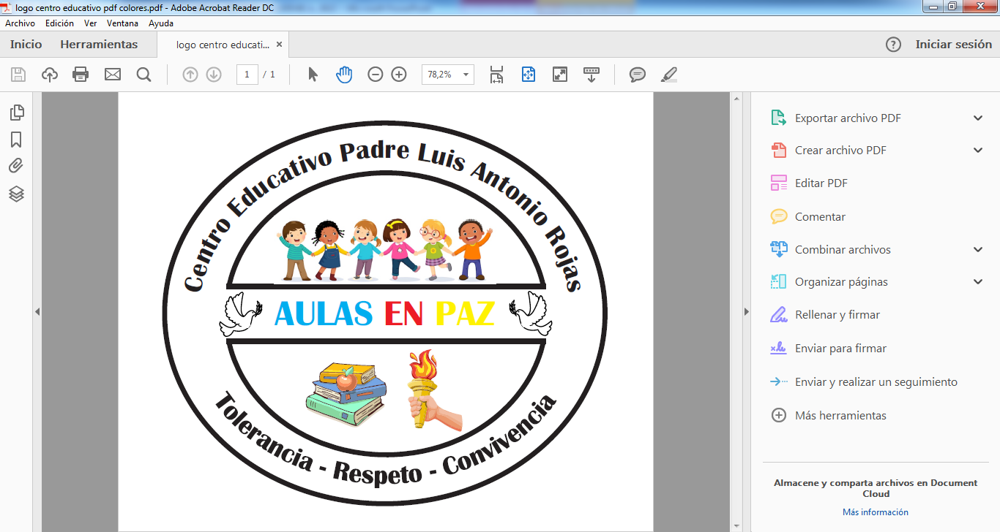 logo centro educativo pdf colores.pdf - Adobe Acrobat Reader DC
Archivo Edición Ver Ventana Ayuda
Inicio Herramientas logo centro educati... × ? Iniciar sesión
1 / 1 78,2%
Centro Educativo Padre Luis Antonio Rojas
AULAS EN PAZ
Tolerancia - Respeto - Convivencia
Exportar archivo PDF
Crear archivo PDF
Editar PDF
Comentar
Combinar archivos
Organizar páginas
Rellenar y firmar
Enviar para firmar
Enviar y realizar un seguimiento
Más herramientas
Almacene y comparta archivos en Document
Cloud
Más información